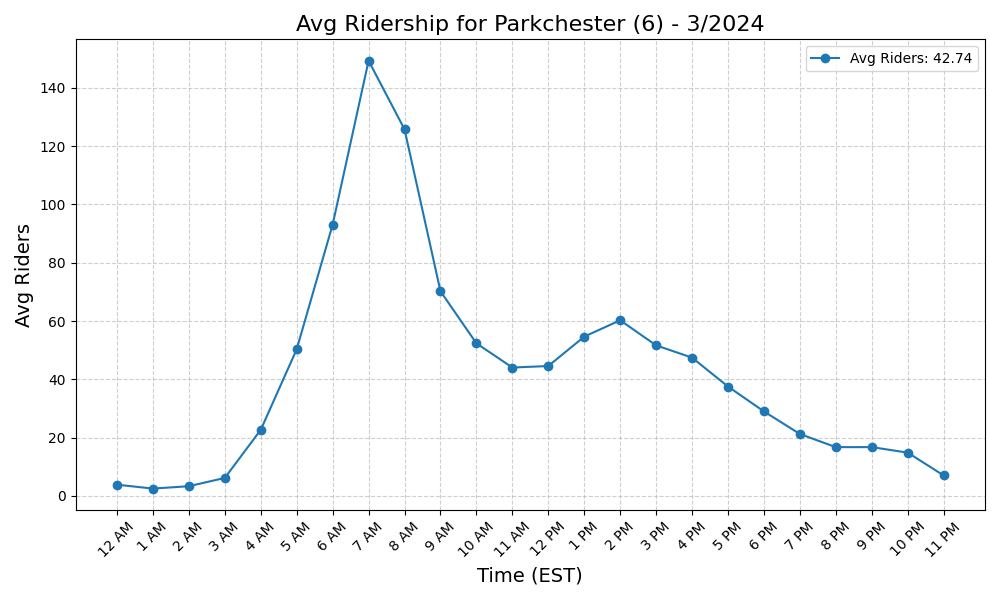 Avg Ridership for Parkchester (6) - 3/2024
Avg Riders: 42.74
Avg Riders
140
120
100
80
60
40
20
0
12 AM
1 AM
2 AM
3 AM
4 AM
5 AM
6 AM
7 AM
8 AM
9 AM
10 AM
11 AM
12 PM
1 PM
2 PM
3 PM
4 PM
5 PM
6 PM
7 PM
8 PM
9 PM
10 PM
11 PM
Time (EST)